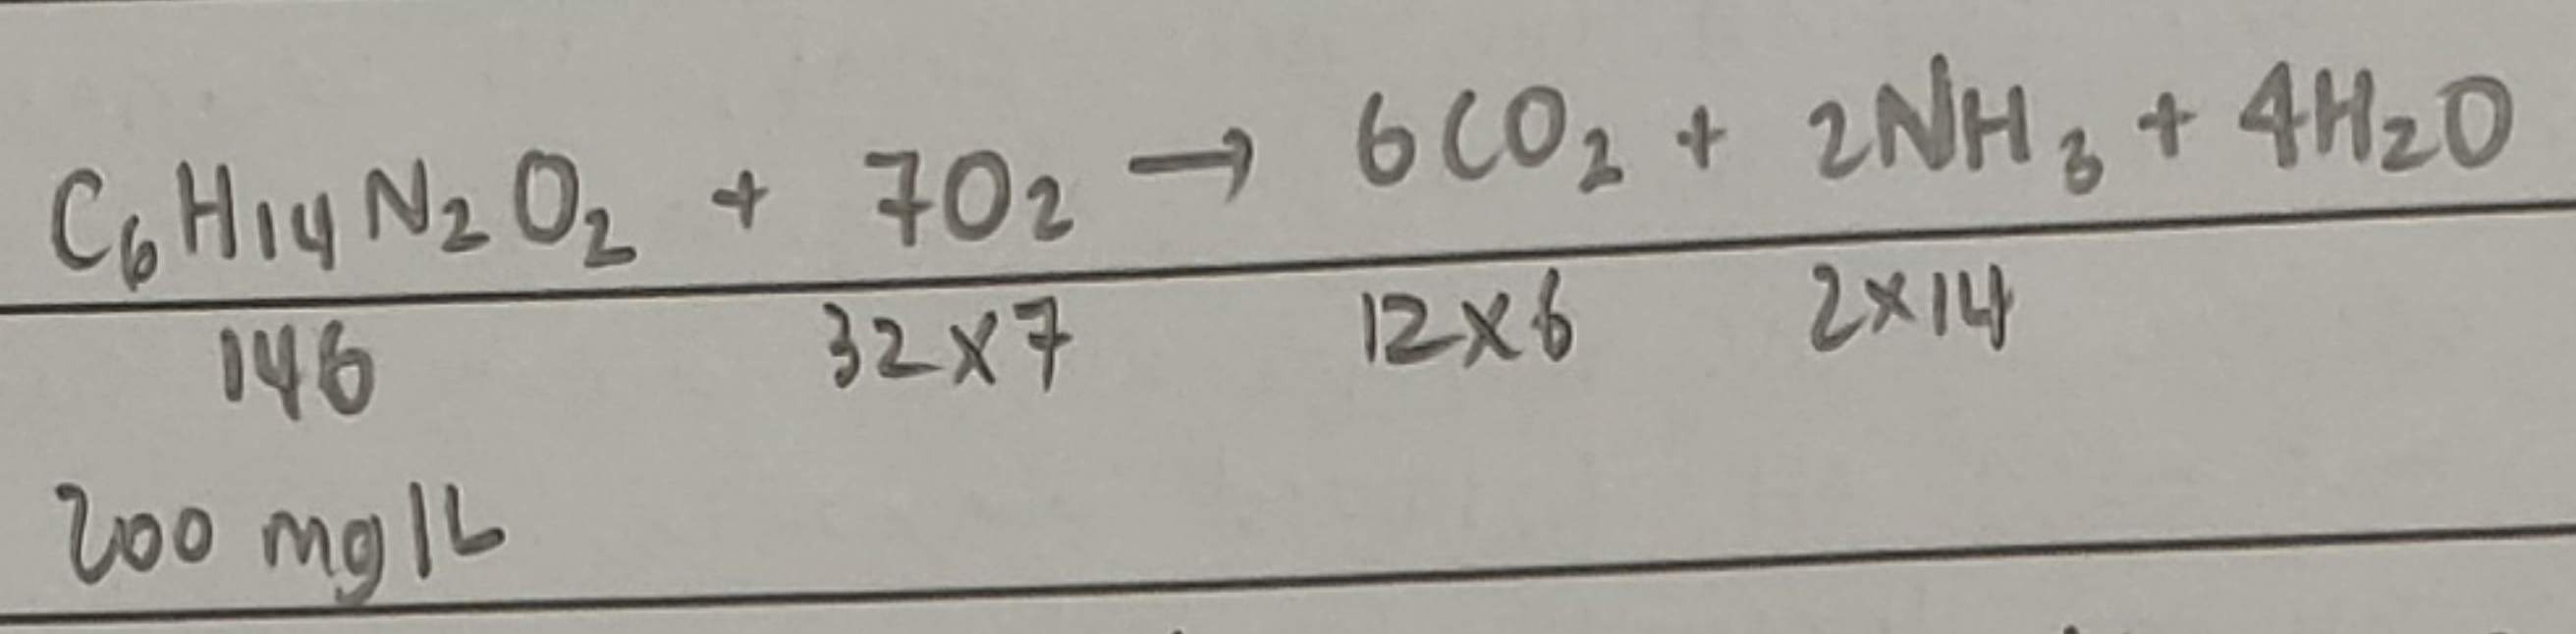 C₆H₁₄N₂O₂ + 7O₂ → 6CO₂ + 2NH₃ + 4H₂O
146 32×7 12×6 2×14
200 mg/L